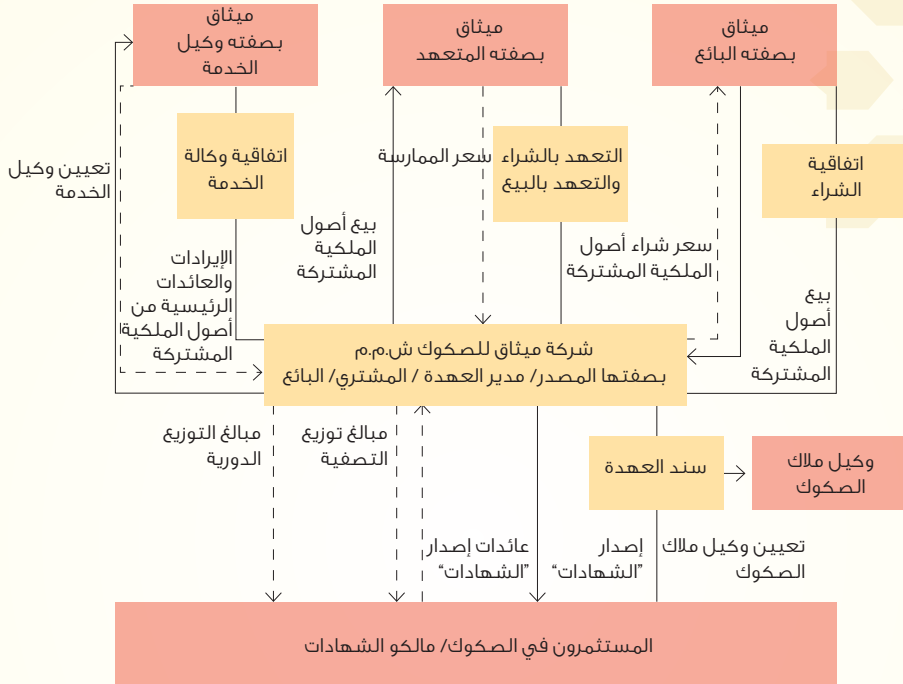 ميثاق
بصفته البائع
ميثاق
بصفته المتعهد
ميثاق
بصفته وكيل
الخدمة
اتفاقية
الشراء
التعهد بالشراء
والتعهد بالبيع
سعر الممارسة
اتفاقية وكالة
الخدمة
تعيين وكيل
الخدمة
سعر شراء أصول
الملكية المشتركة
بيع
أصول
الملكية
المشتركة
بيع أصول
الملكية
المشتركة
الإيرادات
والعائدات
الرئيسية من
أصول الملكية
المشتركة
شركة ميثاق للصكوك ش.م.م
بصفتها المصدر/ مدير العهدة / المشتري/ البائع
وكيل ملاك
الصكوك
سند العهدة
مبالغ توزيع
التصفية
مبالغ التوزيع
الدورية
تعيين وكيل ملاك
الصكوك
إصدار
"الشهادات"
عائدات إصدار
"الشهادات"
المستثمرون في الصكوك/ مالكو الشهادات